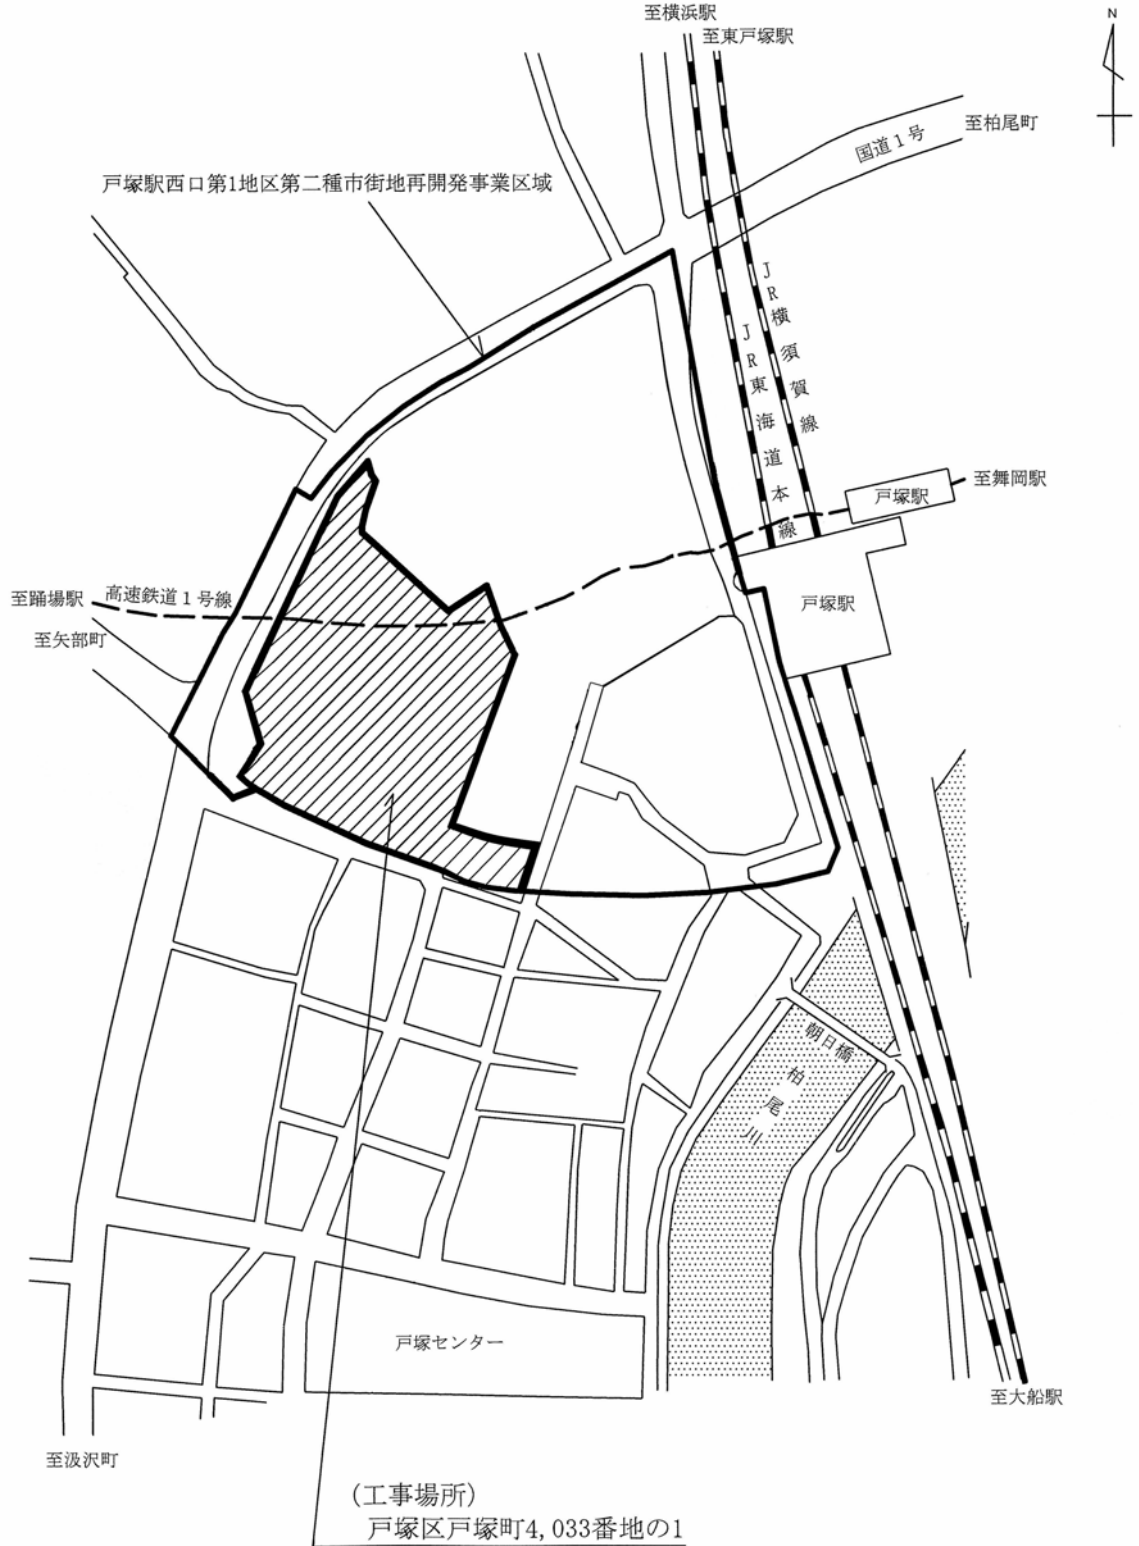 至横浜駅
至東戸塚駅
N
至柏尾町
国道1号
戸塚駅西口第1地区第二種市街地再開発事業区域
JR横須賀線
JR東海道本線
至舞岡駅
戸塚駅
至踊場駅
高速鉄道1号線
戸塚駅
至矢部町
朝日橋
柏尾川
戸塚センター
至大船駅
至汲沢町
(工事場所)
戸塚区戸塚町4,033番地の1